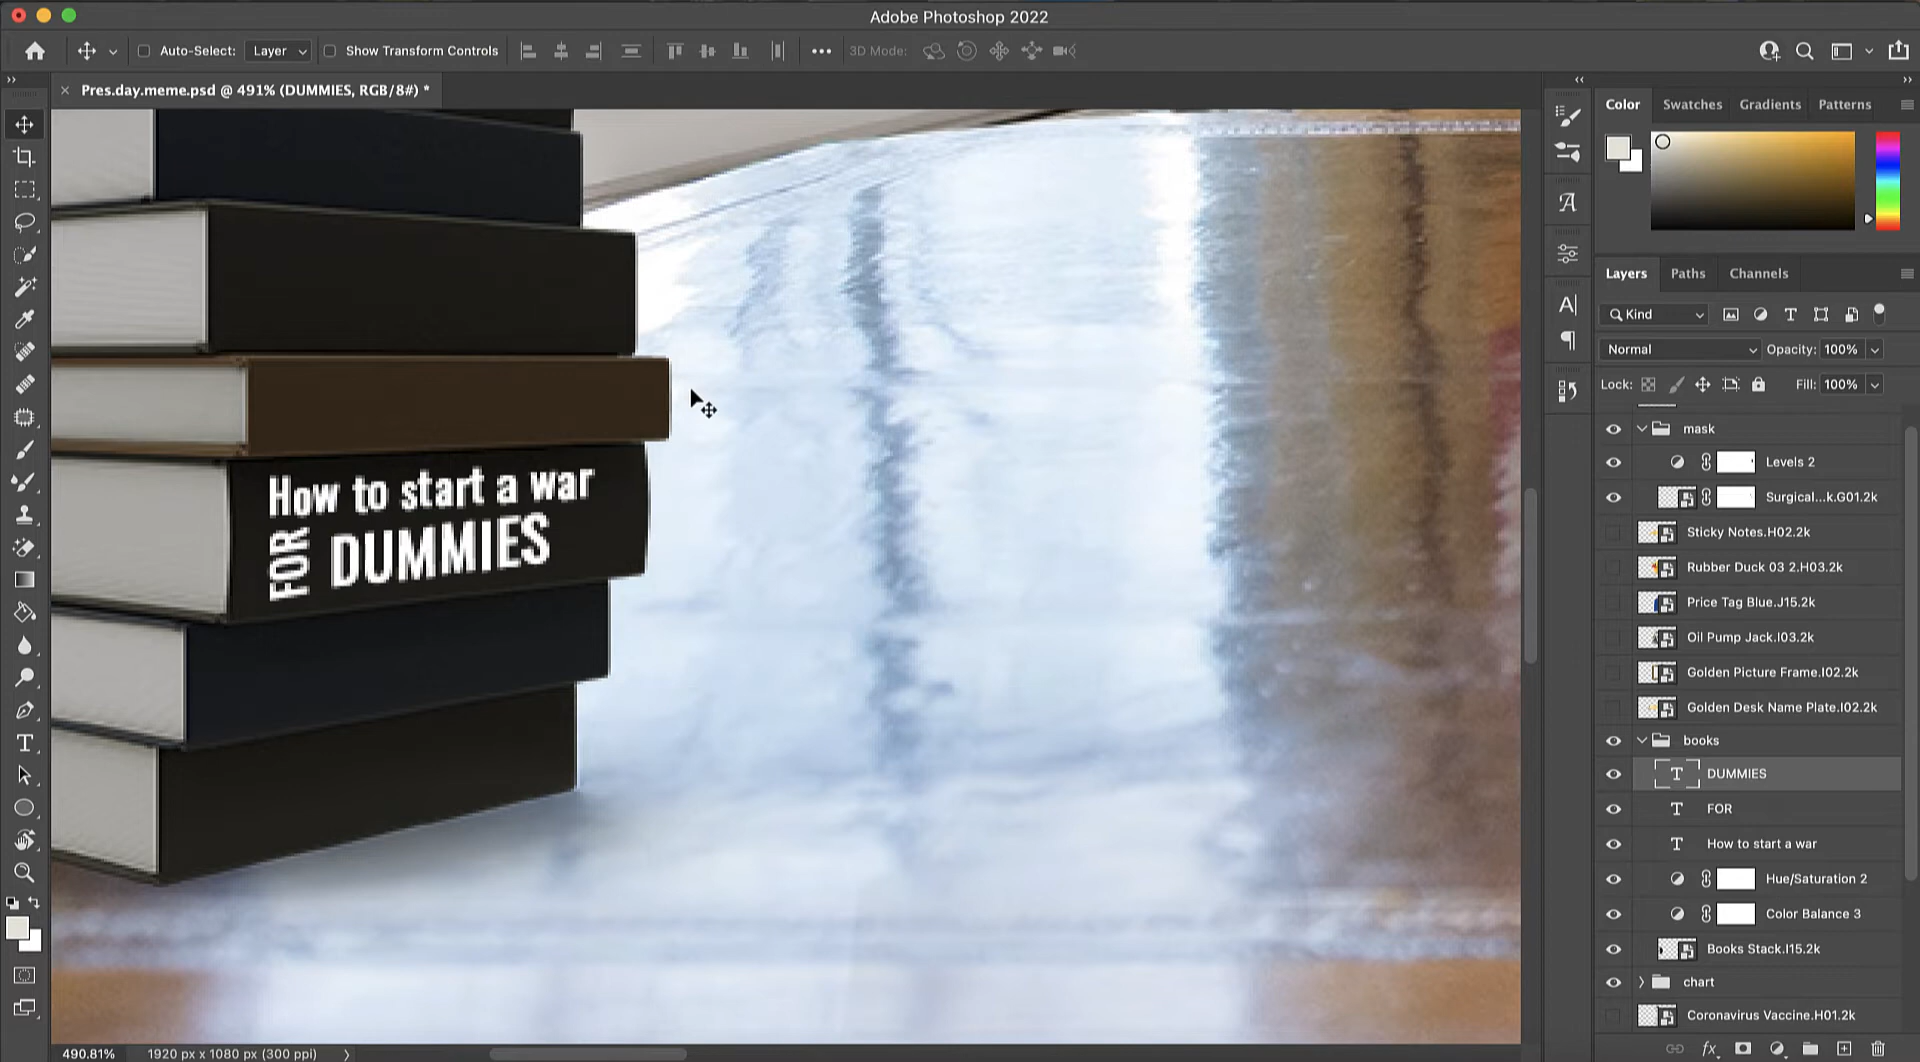 Adobe Photoshop 2022
Auto-Select: Layer Show Transform Controls 3D Mode:
Pres.day.meme.psd @ 491% (DUMMIES, RGB/8#) *
Color Swatches Gradients Patterns
Layers Paths Channels
Kind
Normal Opacity: 100%
Lock: Fill: 100%
mask
Levels 2
Surgical...k.G01.2k
Sticky Notes.H02.2k
Rubber Duck 03 2.H03.2k
Price Tag Blue.J15.2k
Oil Pump Jack.I03.2k
Golden Picture Frame.I02.2k
Golden Desk Name Plate.I02.2k
books
DUMMIES
FOR
How to start a war
Hue/Saturation 2
Color Balance 3
Books Stack.I15.2k
chart
Coronavirus Vaccine.H01.2k
fx
How to start a war
FOR DUMMIES
490.81% 1920 px x 1080 px (300 ppi)